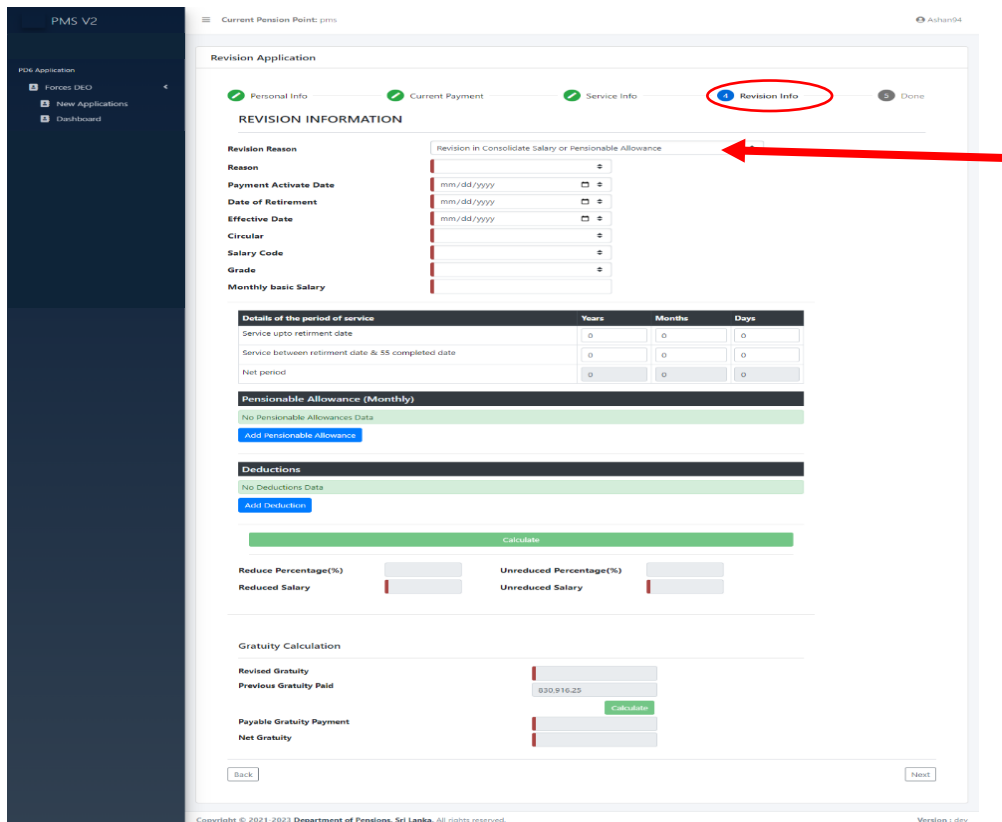 PMS V2
Current Pension Point: pms
Ashan94
PD6 Application
Forces DEO
New Applications
Dashboard
Revision Application
Personal Info
Current Payment
Service Info
4 Revision Info
5 Done
REVISION INFORMATION
Revision Reason Revision in Consolidate Salary or Pensionable Allowance
Reason
Payment Activate Date mm/dd/yyyy
Date of Retirement mm/dd/yyyy
Effective Date mm/dd/yyyy
Circular
Salary Code
Grade
Monthly basic Salary
Details of the period of service Years Months Days
Service upto retirment date 0 0 0
Service between retirment date & 55 completed date 0 0 0
Net period 0 0 0
Pensionable Allowance (Monthly)
No Pensionable Allowances Data
Add Pensionable Allowance
Deductions
No Deductions Data
Add Deduction
Calculate
Reduce Percentage(%) Unreduced Percentage(%)
Reduced Salary Unreduced Salary
Gratuity Calculation
Revised Gratuity
Previous Gratuity Paid 830,916.25
Calculate
Payable Gratuity Payment
Net Gratuity
Back Next
Copyright © 2021-2023 Department of Pensions, Sri Lanka. All rights reserved. Version : dev